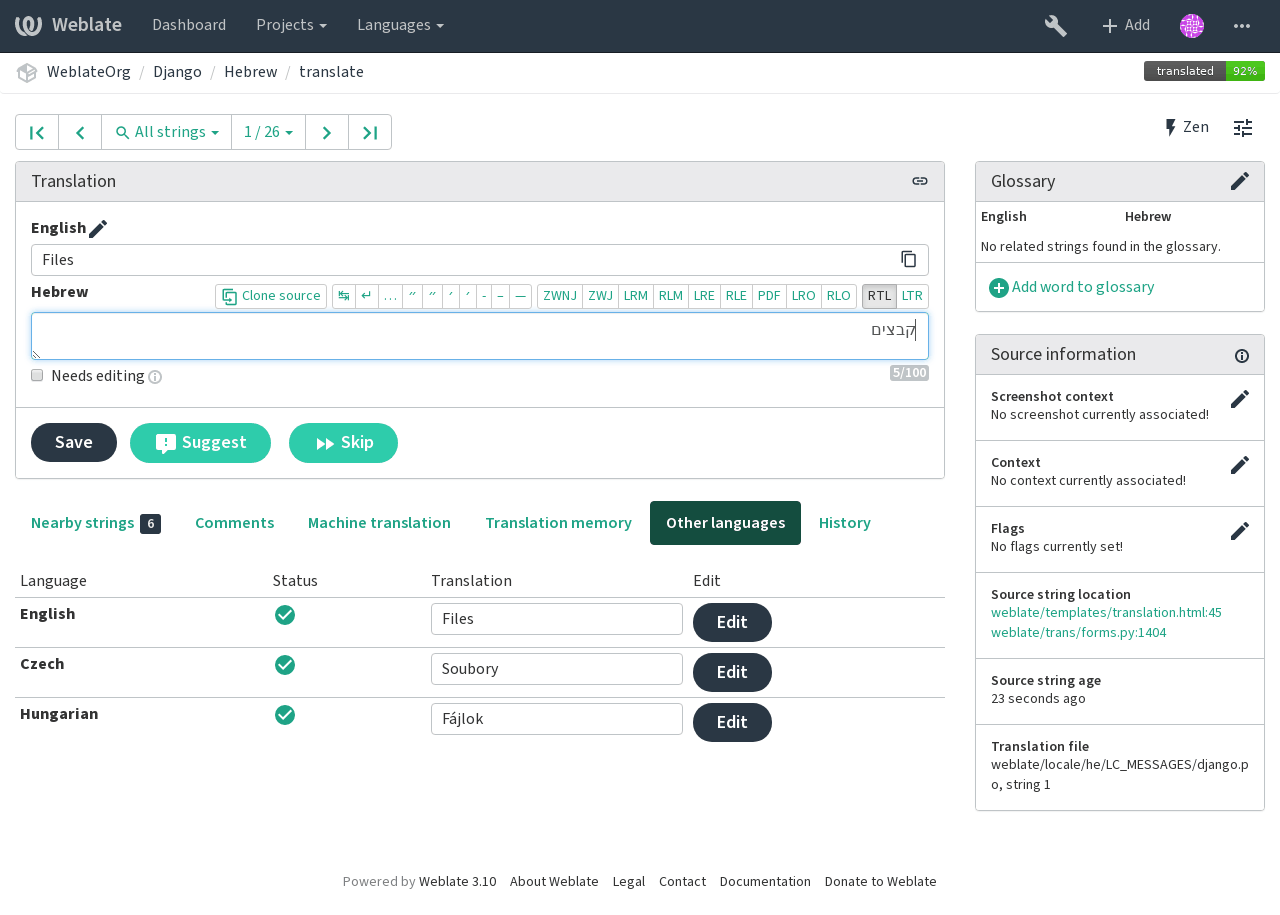 Weblate Dashboard Projects Languages Add
WeblateOrg / Django / Hebrew / translate
translated 92%
All strings 1 / 26
Zen
Translation
English
Files
Hebrew
Clone source ↹ ↵ … ״ ״ ׳ ׳ - – — ZWNJ ZWJ LRM RLM LRE RLE PDF LRO RLO RTL LTR
קבצים
Needs editing
5/100
Save Suggest Skip
Nearby strings 6 Comments Machine translation Translation memory Other languages History
Language Status Translation Edit
English Files Edit
Czech Soubory Edit
Hungarian Fájlok Edit
Glossary
English Hebrew
No related strings found in the glossary.
Add word to glossary
Source information
Screenshot context
No screenshot currently associated!
Context
No context currently associated!
Flags
No flags currently set!
Source string location
weblate/templates/translation.html:45
weblate/trans/forms.py:1404
Source string age
23 seconds ago
Translation file
weblate/locale/he/LC_MESSAGES/django.p
o, string 1
Powered by Weblate 3.10 About Weblate Legal Contact Documentation Donate to Weblate